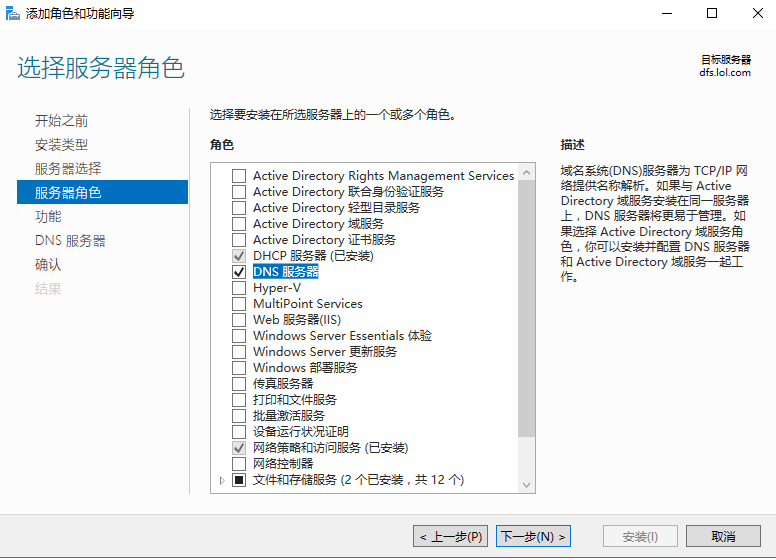 添加角色和功能向导
选择服务器角色
目标服务器
dfs.lol.com
开始之前
安装类型
服务器选择
服务器角色
功能
DNS 服务器
确认
结果
选择要安装在所选服务器上的一个或多个角色。
角色
Active Directory Rights Management Services
Active Directory 联合身份验证服务
Active Directory 轻型目录服务
Active Directory 域服务
Active Directory 证书服务
DHCP 服务器 (已安装)
DNS 服务器
Hyper-V
MultiPoint Services
Web 服务器(IIS)
Windows Server Essentials 体验
Windows Server 更新服务
Windows 部署服务
传真服务器
打印和文件服务
批量激活服务
设备运行状况证明
网络策略和访问服务 (已安装)
网络控制器
文件和存储服务 (2 个已安装，共 12 个)
描述
域名系统(DNS)服务器为 TCP/IP 网
络提供名称解析。如果与 Active
Directory 域服务安装在同一服务器
上，DNS 服务器将更易于管理。如
果选择 Active Directory 域服务角
色，你可以安装并配置 DNS 服务器
和 Active Directory 域服务一起工
作。
< 上一步(P)
下一步(N) >
安装(I)
取消